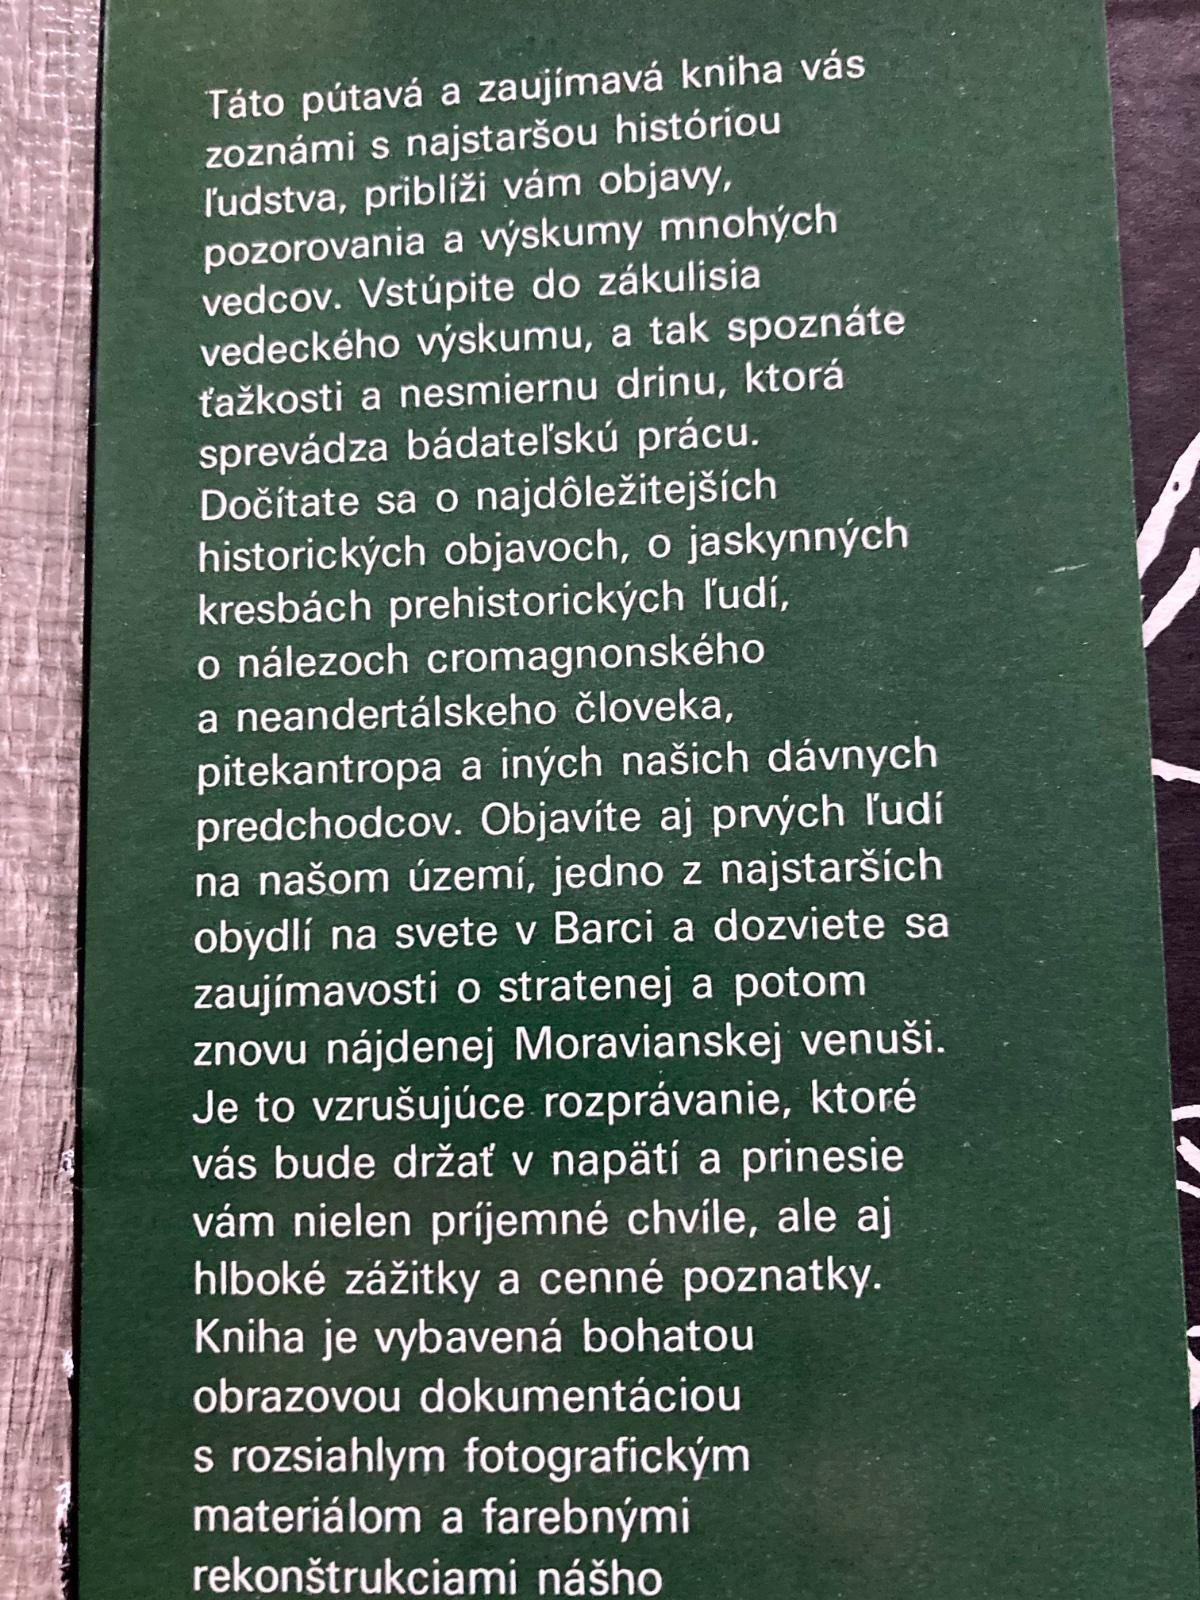 Táto pútavá a zaujímavá kniha vás
zoznámi s najstaršou históriou
ľudstva, priblíži vám objavy,
pozorovania a výskumy mnohých
vedcov. Vstúpite do zákulisia
vedeckého výskumu, a tak spoznáte
ťažkosti a nesmiernu drinu, ktorá
sprevádza bádateľskú prácu.
Dočítate sa o najdôležitejších
historických objavoch, o jaskynných
kresbách prehistorických ľudí,
o nálezoch cromagnonského
a neandertálskeho človeka,
pitekantropa a iných našich dávnych
predchodcov. Objavíte aj prvých ľudí
na našom území, jedno z najstarších
obydlí na svete v Barci a dozviete sa
zaujímavosti o stratenej a potom
znovu nájdenej Moravianskej venuši.
Je to vzrušujúce rozprávanie, ktoré
vás bude držať v napätí a prinesie
vám nielen príjemné chvíle, ale aj
hlboké zážitky a cenné poznatky.
Kniha je vybavená bohatou
obrazovou dokumentáciou
s rozsiahlym fotografickým
materiálom a farebnými
rekonštrukciami nášho